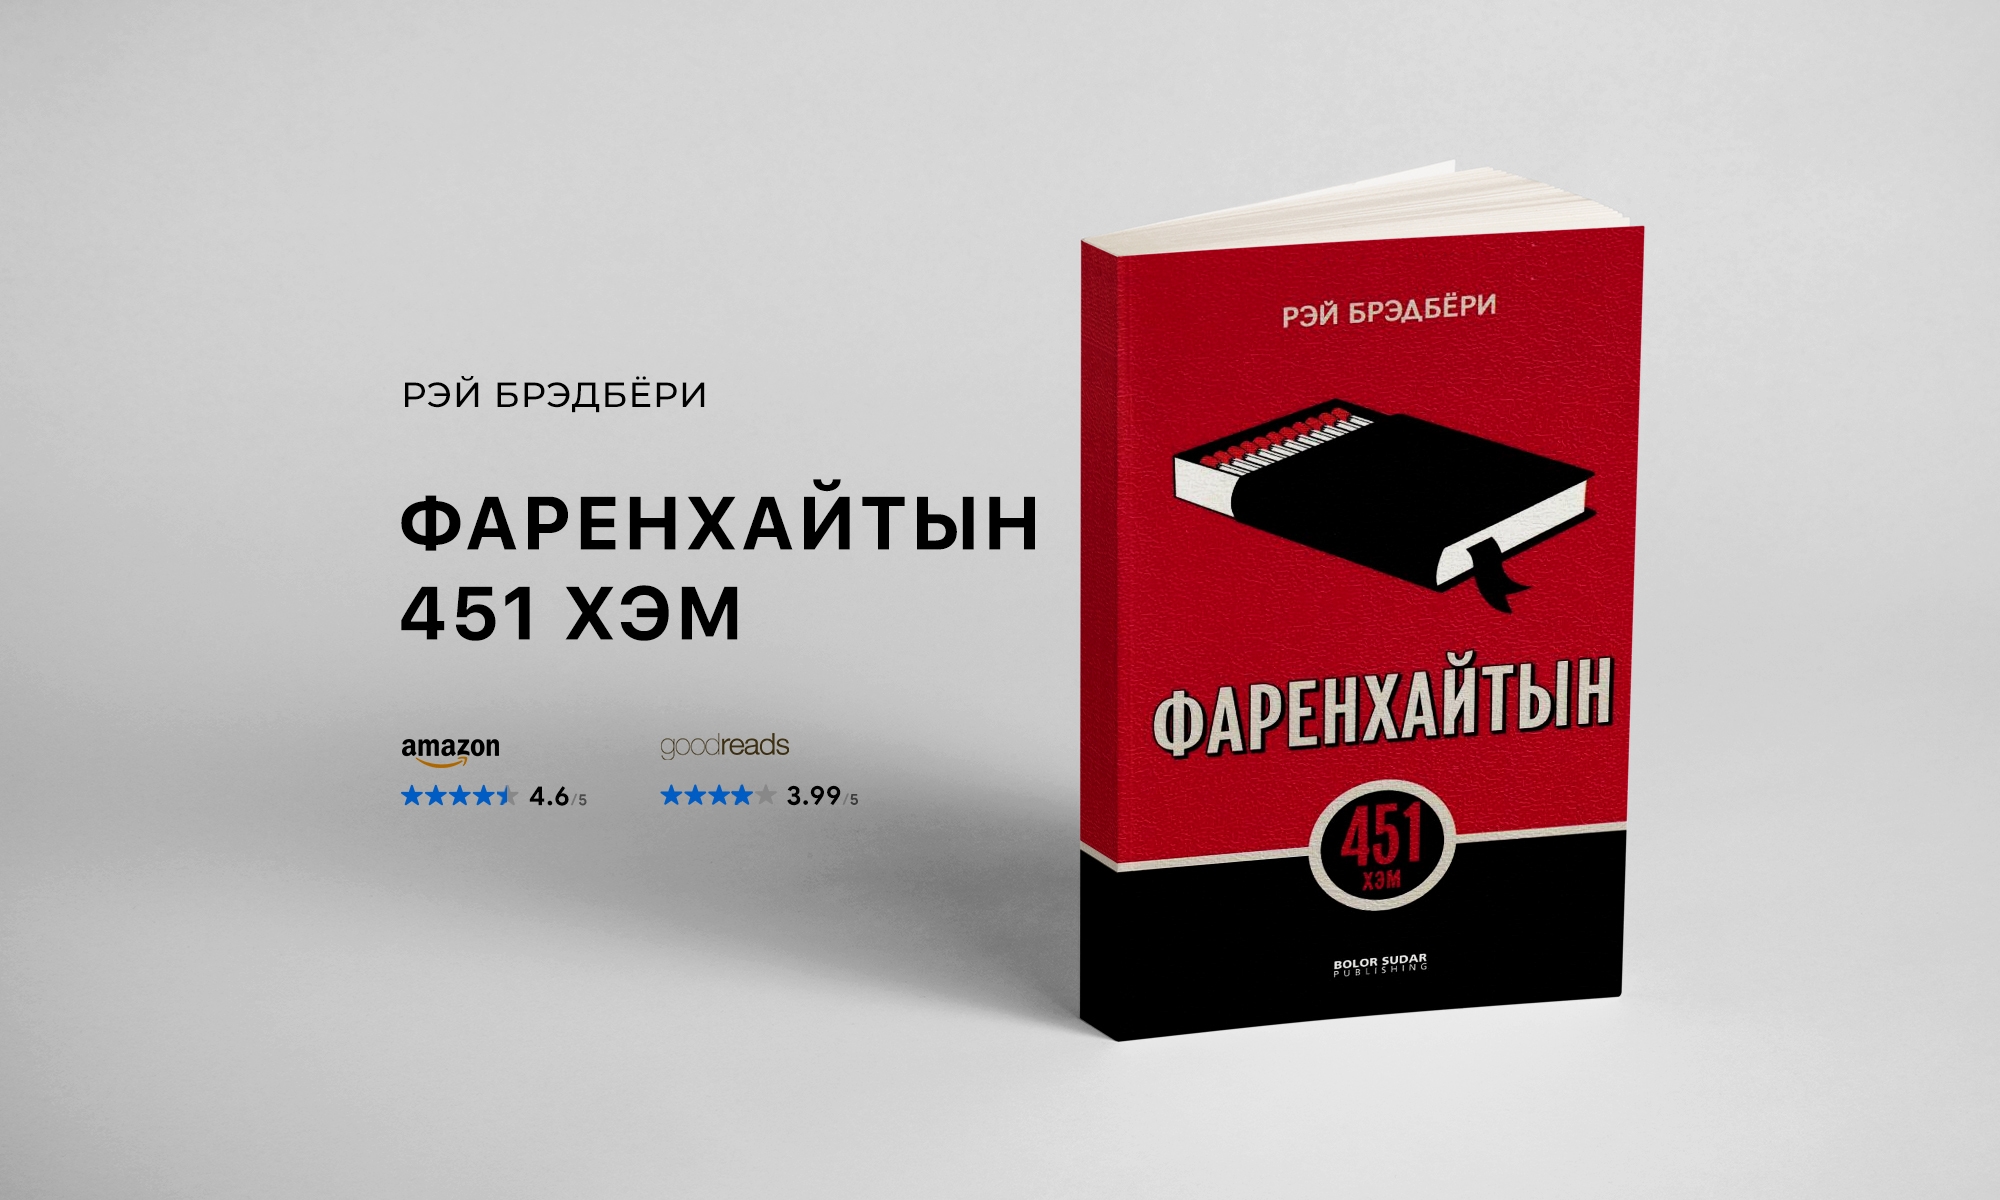 РЭЙ БРЭДБЁРИ
ФАРЕНХАЙТЫН
451 ХЭМ
amazon
4.6/5
goodreads
3.99/5
РЭЙ БРЭДБЁРИ
ФАРЕНХАЙТЫН
451
ХЭМ
BOLOR SUDAR
PUBLISHING